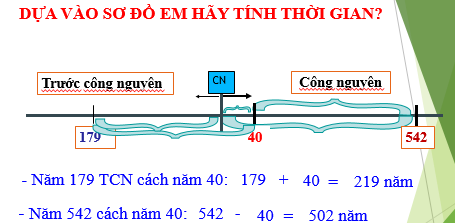 DỰA VÀO SƠ ĐỒ EM HÃY TÍNH THỜI GIAN?
CN
Trước công nguyên
Công nguyên
179
40
542
- Năm 179 TCN cách năm 40: 179 + 40 = 219 năm
- Năm 542 cách năm 40: 542 - 40 = 502 năm